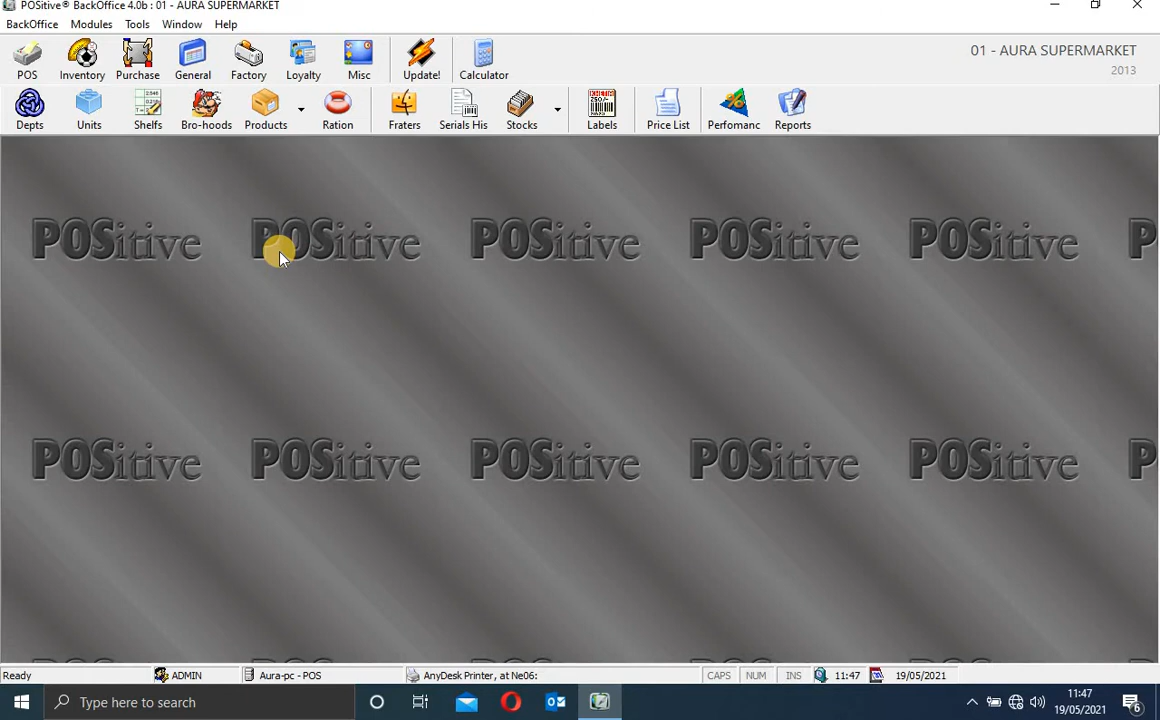 POSitive® BackOffice 4.0b : 01 - AURA SUPERMARKET
BackOffice Modules Tools Window Help
POS Inventory Purchase General Factory Loyalty Misc Update! Calculator
01 - AURA SUPERMARKET
2013
Depts Units Shelfs Bro-hoods Products Ration Fraters Serials His Stocks Labels Price List Perfomanc Reports
POSitive POSitive POSitive POSitive P
POSitive POSitive POSitive POSitive P
Ready ADMIN Aura-pc - POS AnyDesk Printer, at Ne06: CAPS NUM INS 11:47 19/05/2021
Type here to search
11:47
19/05/2021
6